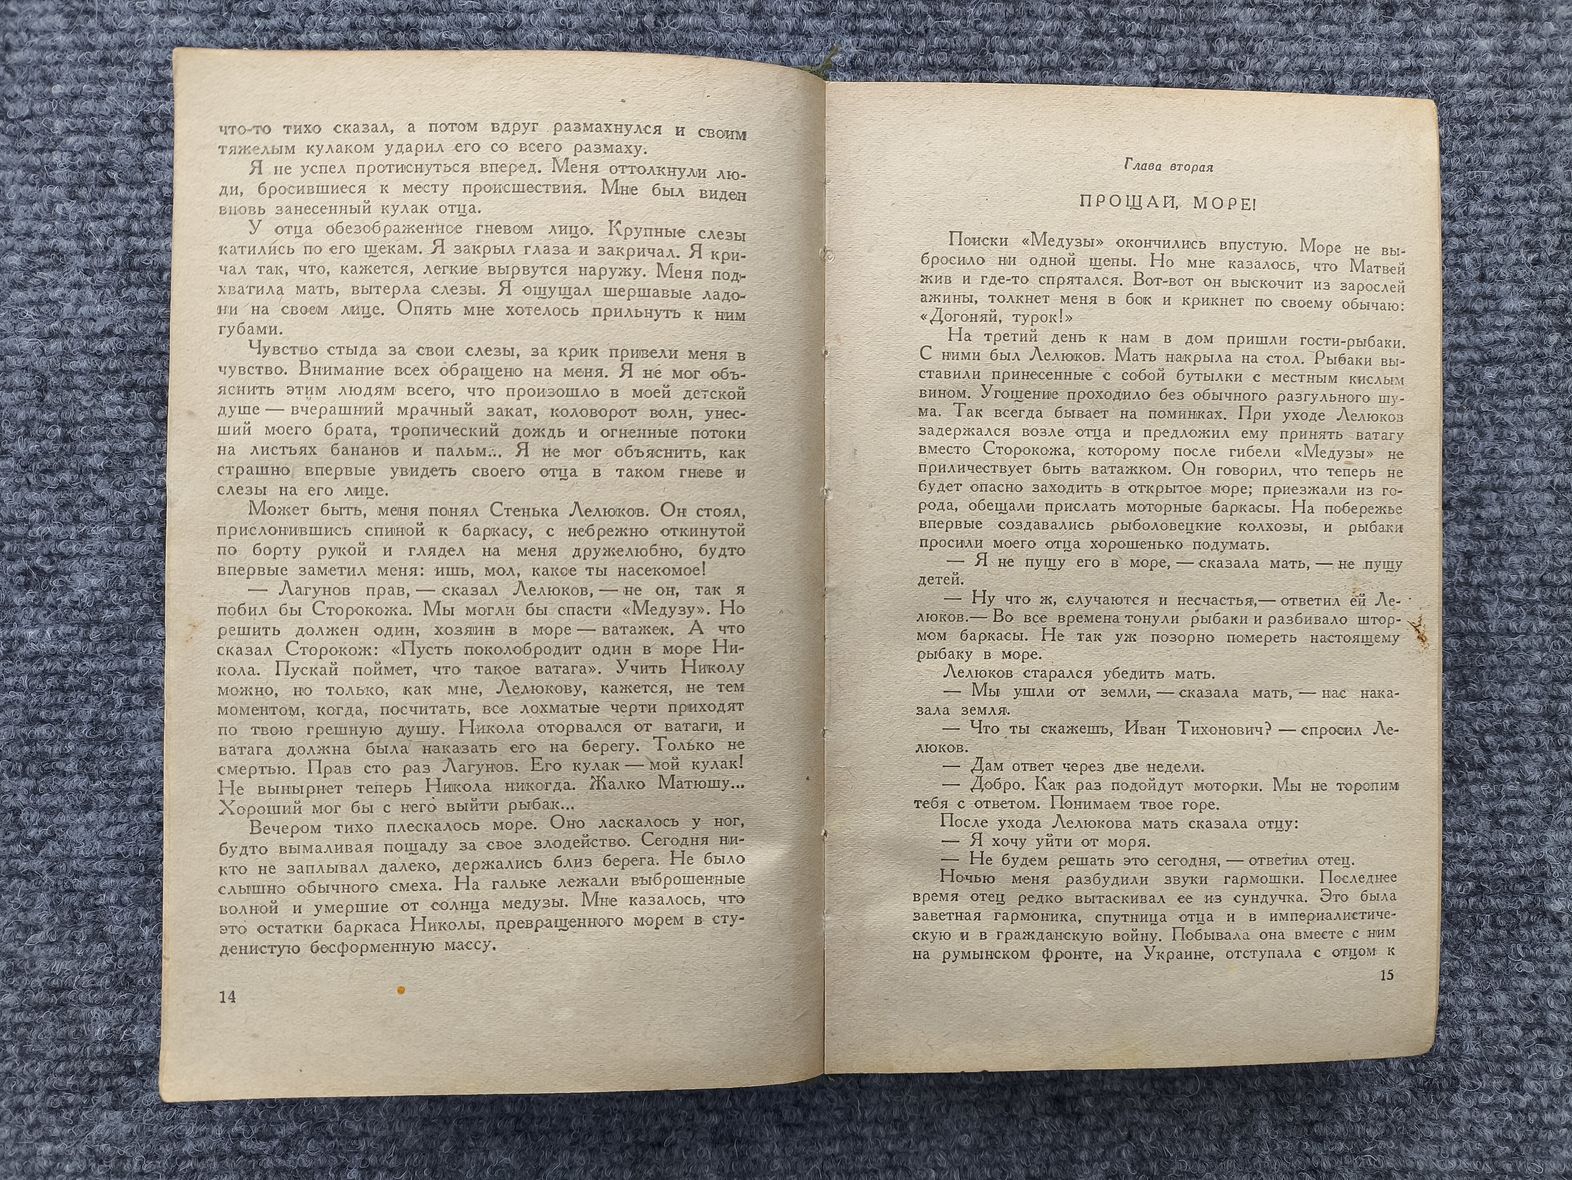 что-то тихо сказал, а потом вдруг размахнулся и своим
тяжелым кулаком ударил его со всего размаху.
Я не успел протиснуться вперед. Меня оттолкнули лю-
ди, бросившиеся к месту происшествия. Мне был виден
вновь занесенный кулак отца.
У отца обезображенное гневом лицо. Крупные слезы
катились по его щекам. Я закрыл глаза и закричал. Я кри-
чал так, что, кажется, легкие вырвутся наружу. Меня под-
хватила мать, вытерла слезы. Я ощущал шершавые ладо-
ни на своем лице. Опять мне хотелось прильнуть к ним
губами.
Чувство стыда за свои слезы, за крик привели меня в
чувство. Внимание всех обращено на меня. Я не мог объ-
яснить этим людям всего, что произошло в моей детской
душе — вчерашний мрачный закат, коловорот волн, унес-
ший моего брата, тропический дождь и огненные потоки
на листьях бананов и пальм... Я не мог объяснить, как
страшно впервые увидеть своего отца в таком гневе и
слезы на его лице.
Может быть, меня понял Стенька Лелюков. Он стоял,
прислонившись спиной к баркасу, с небрежно откинутой
по борту рукой и глядел на меня дружелюбно, будто
впервые заметил меня: ишь, мол, какое ты насекомое!
— Лагунов прав, — сказал Лелюков, — не он, так я
побил бы Сторокожа. Мы могли бы спасти «Медузу». Но
решить должен один, хозяин в море — ватажек. А что
сказал Сторокож: «Пусть поколобродит один в море Ни-
кола. Пускай поймет, что такое ватага». Учить Николу
можно, но только, как мне, Лелюкову, кажется, не тем
моментом, когда, посчитать, все лохматые черти приходят
по твою грешную душу. Никола оторвался от ватаги, и
ватага должна была наказать его на берегу. Только не
смертью. Прав сто раз Лагунов. Его кулак — мой кулак!
Не вынырнет теперь Никола никогда. Жалко Матюшу...
Хороший мог бы с него выйти рыбак...
Вечером тихо плескалось море. Оно ласкалось у ног,
будто вымаливая пощаду за свое злодейство. Сегодня ни-
кто не заплывал далеко, держались близ берега. Не было
слышно обычного смеха. На гальке лежали выброшенные
волной и умершие от солнца медузы. Мне казалось, что
это остатки баркаса Николы, превращенного морем в сту-
денистую бесформенную массу.
14
Глава вторая
ПРОЩАЙ, МОРЕ!
Поиски «Медузы» окончились впустую. Море не вы-
бросило ни одной щепы. Но мне казалось, что Матвей
жив и где-то спрятался. Вот-вот он выскочит из зарослей
ажины, толкнет меня в бок и крикнет по своему обычаю:
«Догоняй, турок!»
На третий день к нам в дом пришли гости-рыбаки.
С ними был Лелюков. Мать накрыла на стол. Рыбаки вы-
ставили принесенные с собой бутылки с местным кислым
вином. Угощение проходило без обычного разгульного шу-
ма. Так всегда бывает на поминках. При уходе Лелюков
задержался возле отца и предложил ему принять ватагу
вместо Сторокожа, которому после гибели «Медузы» не
приличествует быть ватажком. Он говорил, что теперь не
будет опасно заходить в открытое море; приезжали из го-
рода, обещали прислать моторные баркасы. На побережье
впервые создавались рыболовецкие колхозы, и рыбаки
просили моего отца хорошенько подумать.
— Я не пущу его в море, — сказала мать, — не пущу
детей.
— Ну что ж, случаются и несчастья,— ответил ей Ле-
люков.— Во все времена тонули рыбаки и разбивало штор-
мом баркасы. Не так уж позорно помереть настоящему
рыбаку в море.
Лелюков старался убедить мать.
— Мы ушли от земли, — сказала мать, — нас нака-
зала земля.
— Что ты скажешь, Иван Тихонович? — спросил Ле-
люков.
— Дам ответ через две недели.
— Добро. Как раз подойдут моторки. Мы не торопим
тебя с ответом. Понимаем твое горе.
После ухода Лелюкова мать сказала отцу:
— Я хочу уйти от моря.
— Не будем решать это сегодня, — ответил отец.
Ночью меня разбудили звуки гармошки. Последнее
время отец редко вытаскивал ее из сундучка. Это была
заветная гармоника, спутница отца и в империалистиче-
скую и в гражданскую войну. Побывала она вместе с ним
на румынском фронте, на Украине, отступала с отцом к
15